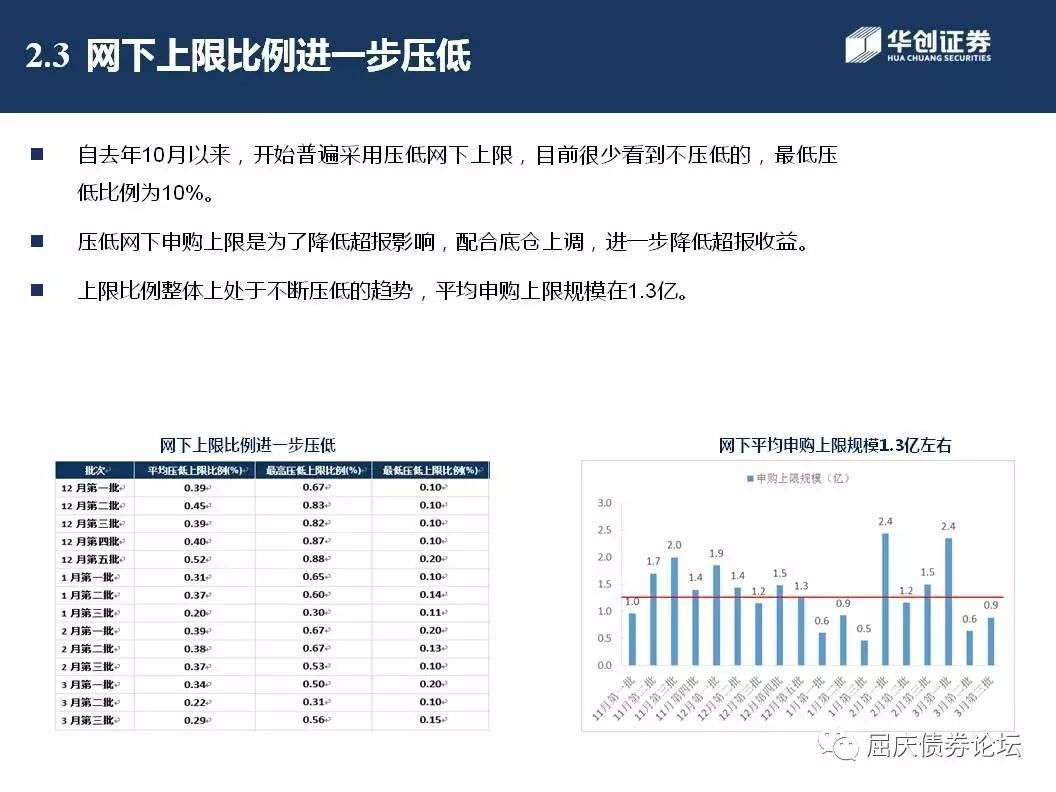 2.3 网下上限比例进一步压低
华创证券
HUA CHUANG SECURITIES
■ 自去年10月以来，开始普遍采用压低网下上限，目前很少看到不压低的，最低压
低比例为10%。
■ 压低网下申购上限是为了降低超报影响，配合底仓上调，进一步降低超报收益。
■ 上限比例整体上处于不断压低的趋势，平均申购上限规模在1.3亿。
网下上限比例进一步压低
批次 平均压低上限比例(%) 最高压低上限比例(%) 最低压低上限比例(%)
12 月第一批 0.39 0.67 0.10
12 月第二批 0.45 0.83 0.10
12 月第三批 0.39 0.82 0.10
12 月第四批 0.40 0.87 0.10
12 月第五批 0.52 0.88 0.20
1 月第一批 0.31 0.65 0.10
1 月第二批 0.37 0.60 0.14
1 月第三批 0.20 0.30 0.11
2 月第一批 0.39 0.67 0.20
2 月第二批 0.38 0.67 0.13
2 月第三批 0.37 0.53 0.10
3 月第一批 0.34 0.50 0.20
3 月第二批 0.22 0.31 0.10
3 月第三批 0.29 0.56 0.15
网下平均申购上限规模1.3亿左右
■申购上限规模（亿）
3.0
2.5
2.0
1.5
1.0
0.5
0.0
1.0 1.7 2.0 1.4 1.9 1.4 1.2 1.5 1.3 0.6 0.9 0.5 2.4 1.2 1.5 2.4 0.6 0.9
11月第一批
11月第二批
11月第三批
11月第四批
12月第一批
12月第二批
12月第三批
12月第四批
12月第五批
1月第一批
1月第二批
1月第三批
2月第一批
2月第二批
2月第三批
3月第一批
3月第二批
3月第三批
屈庆债券论坛